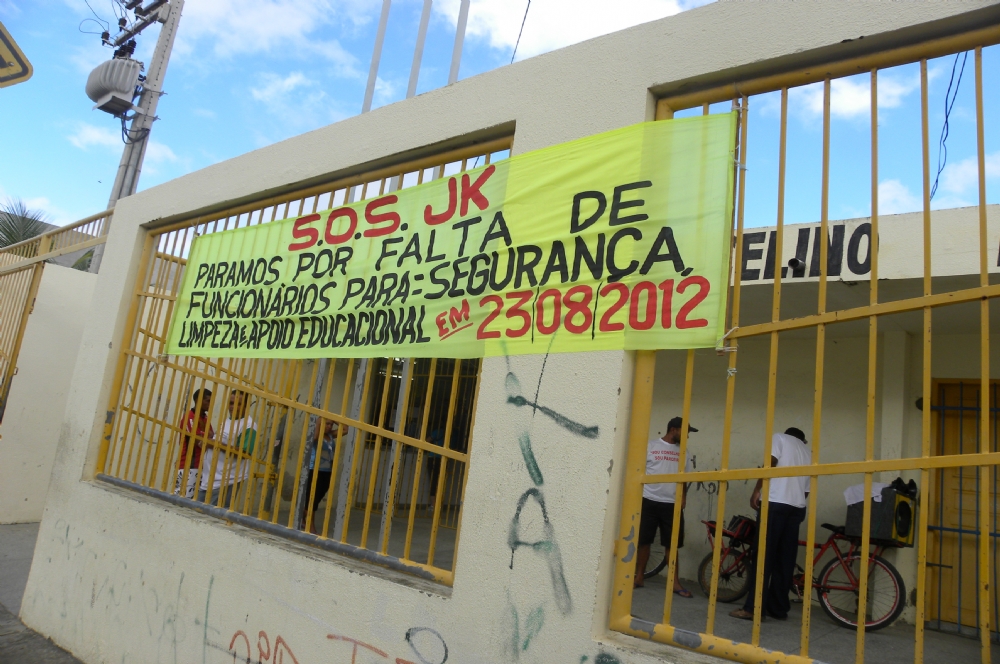 S.O.S. JK
PARAMOS POR FALTA DE
FUNCIONÁRIOS PARA:SEGURANÇA,
LIMPEZA E APOIO EDUCACIONAL EM 23/08/2012
ELINO